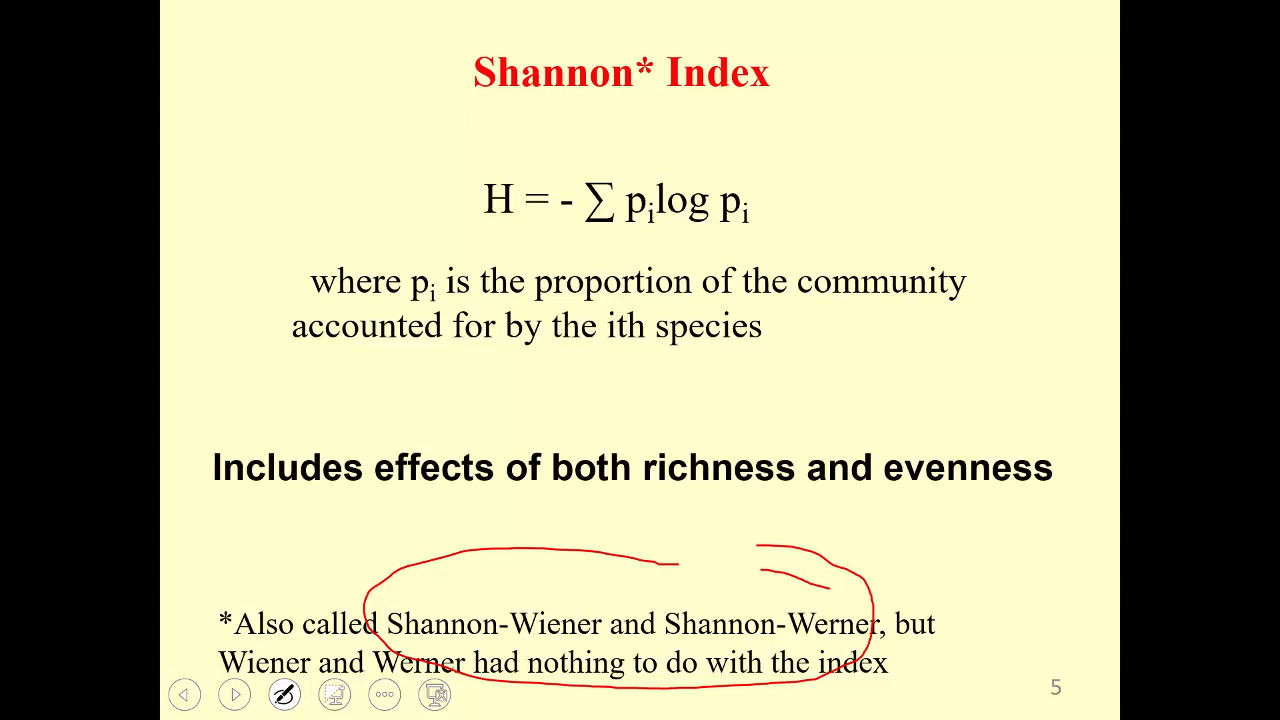 Shannon* Index
H = - ∑ pᵢlog pᵢ
where pᵢ is the proportion of the community
accounted for by the ith species
Includes effects of both richness and evenness
*Also called Shannon-Wiener and Shannon-Werner, but
Wiener and Werner had nothing to do with the index
5